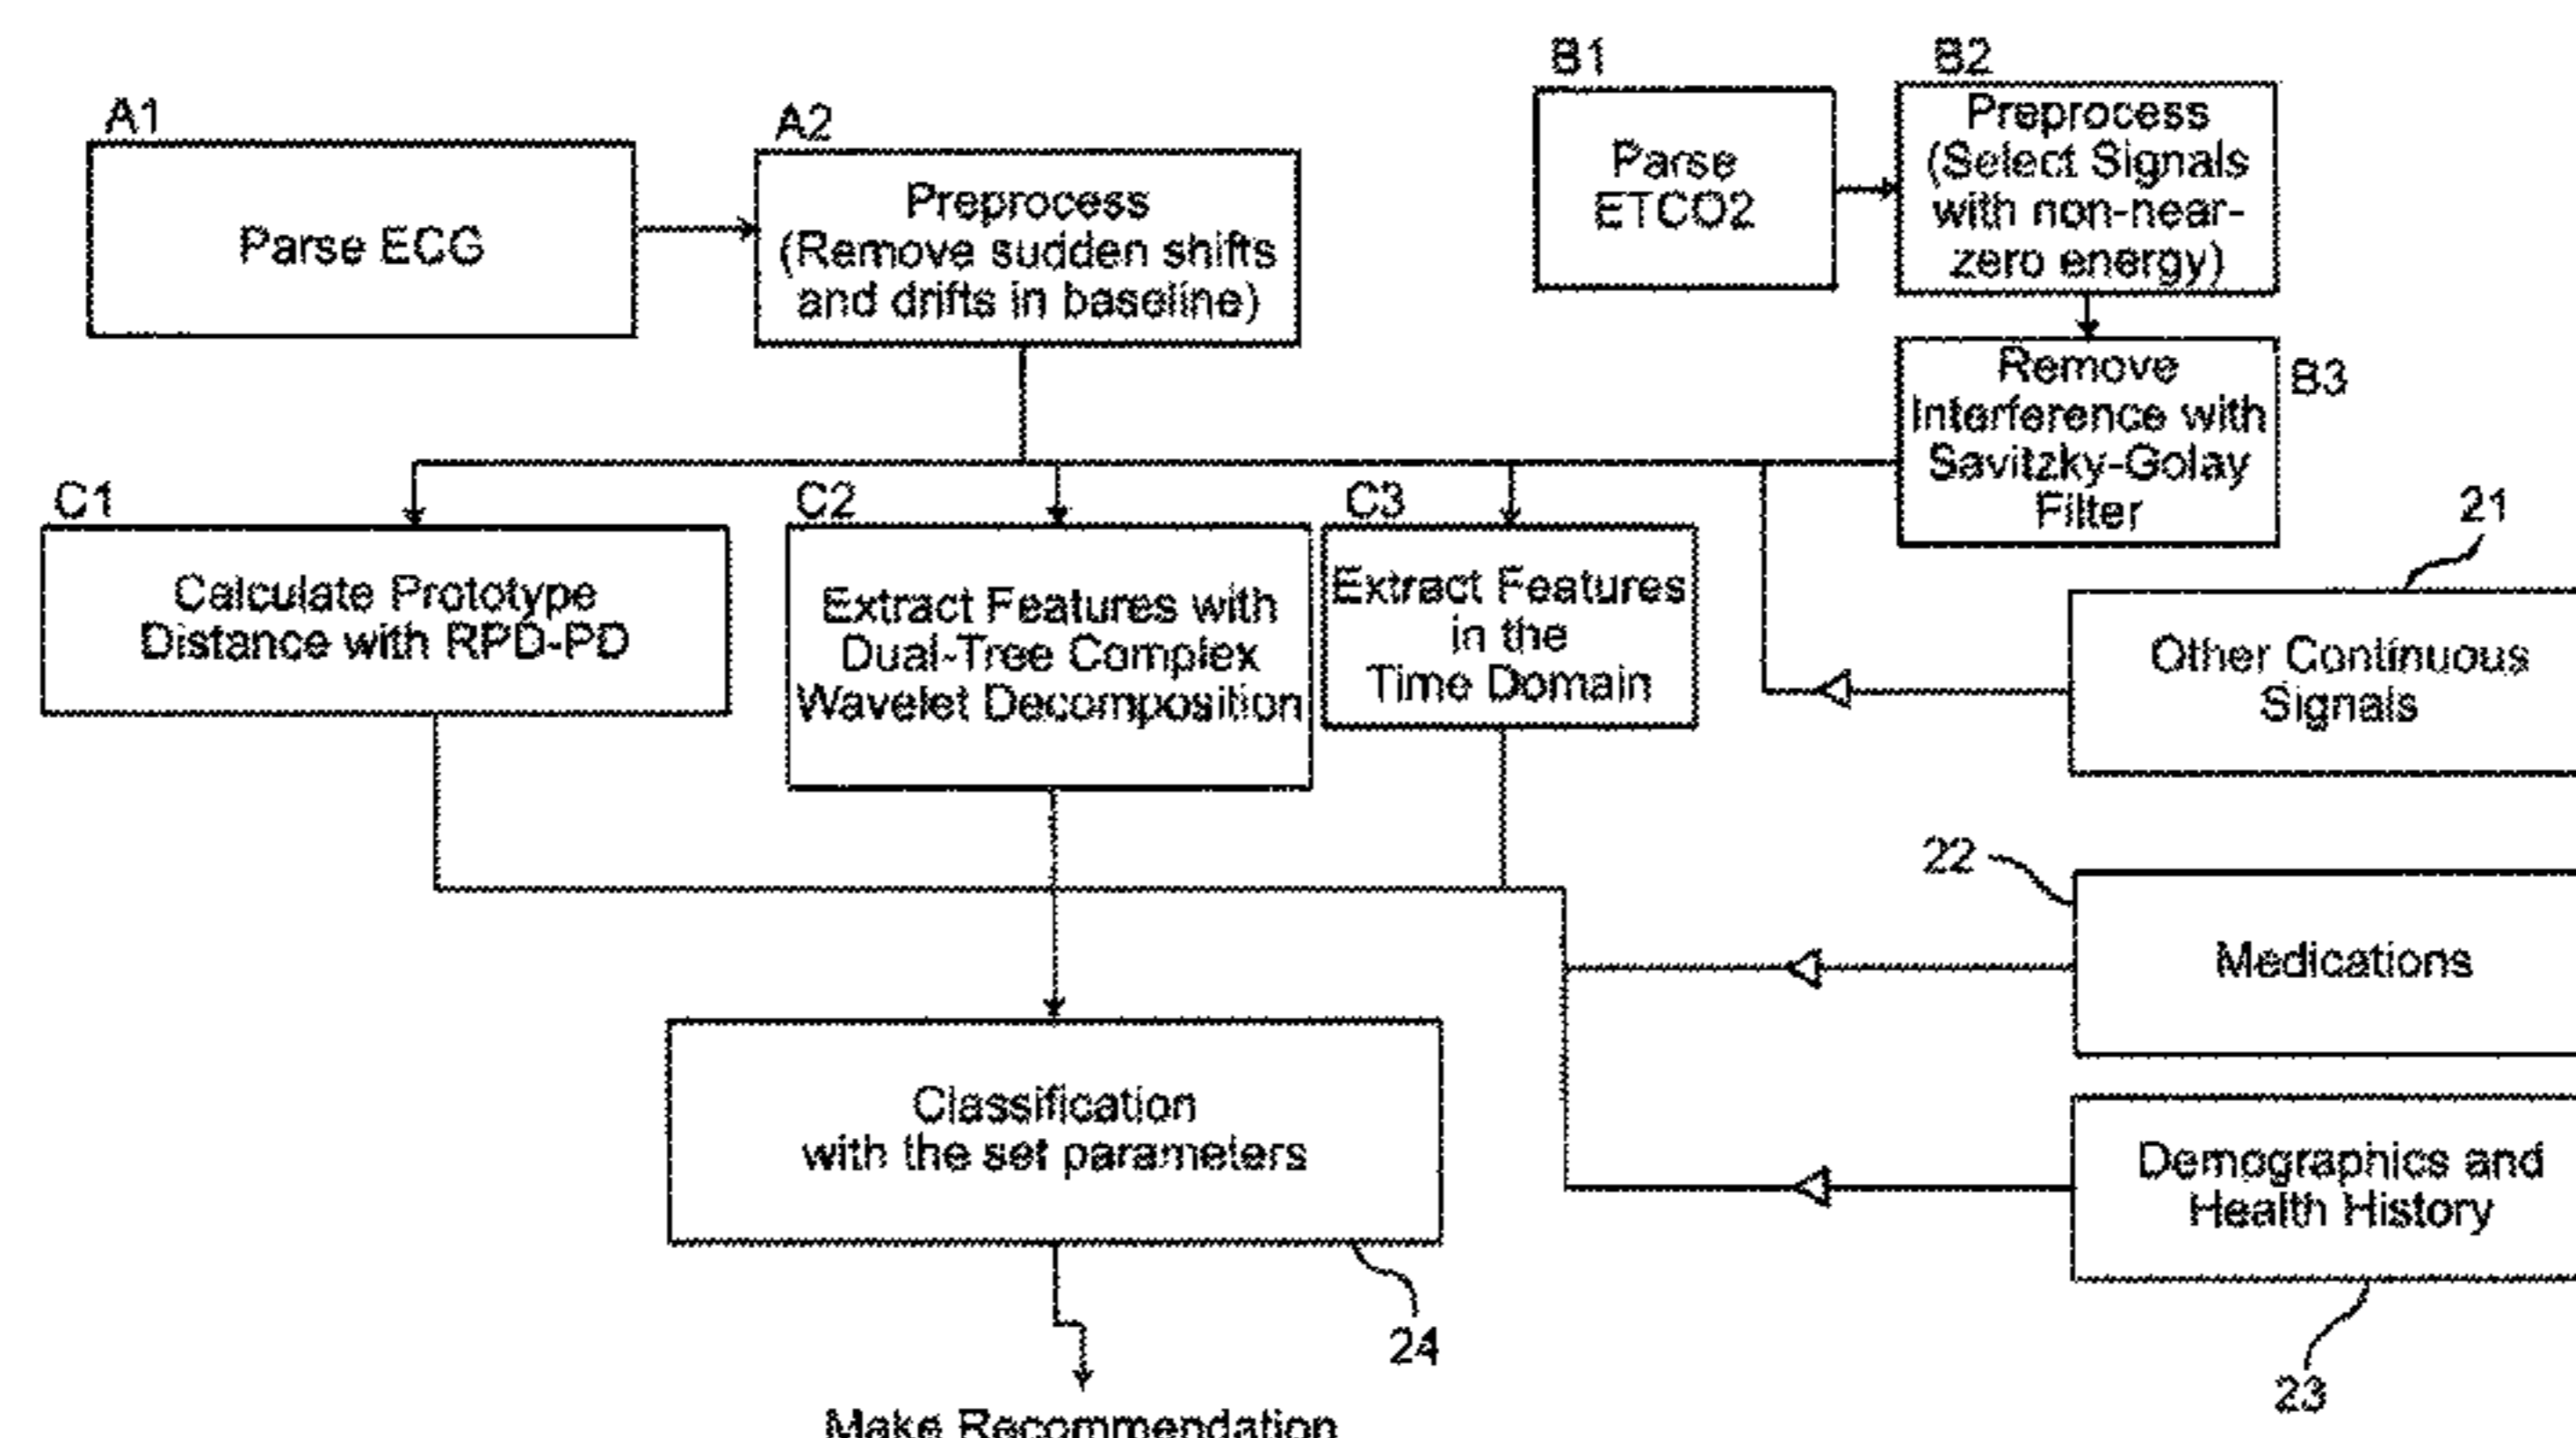 A1
Parse ECG
A2
Preprocess
(Remove sudden shifts
and drifts in baseline)
B1
Parse
ETCO2
B2
Preprocess
(Select Signals
with non-near-
zero energy)
Remove
Interference with
Savitzky-Golay
Filter
B3
C1
Calculate Prototype
Distance with RPD-PD
C2
Extract Features with
Dual-Tree Complex
Wavelet Decomposition
C3
Extract Features
in the
Time Domain
21
Other Continuous
Signals
22
Medications
Demographics and
Health History
23
Classification
with the set parameters
24
Make Recommendation